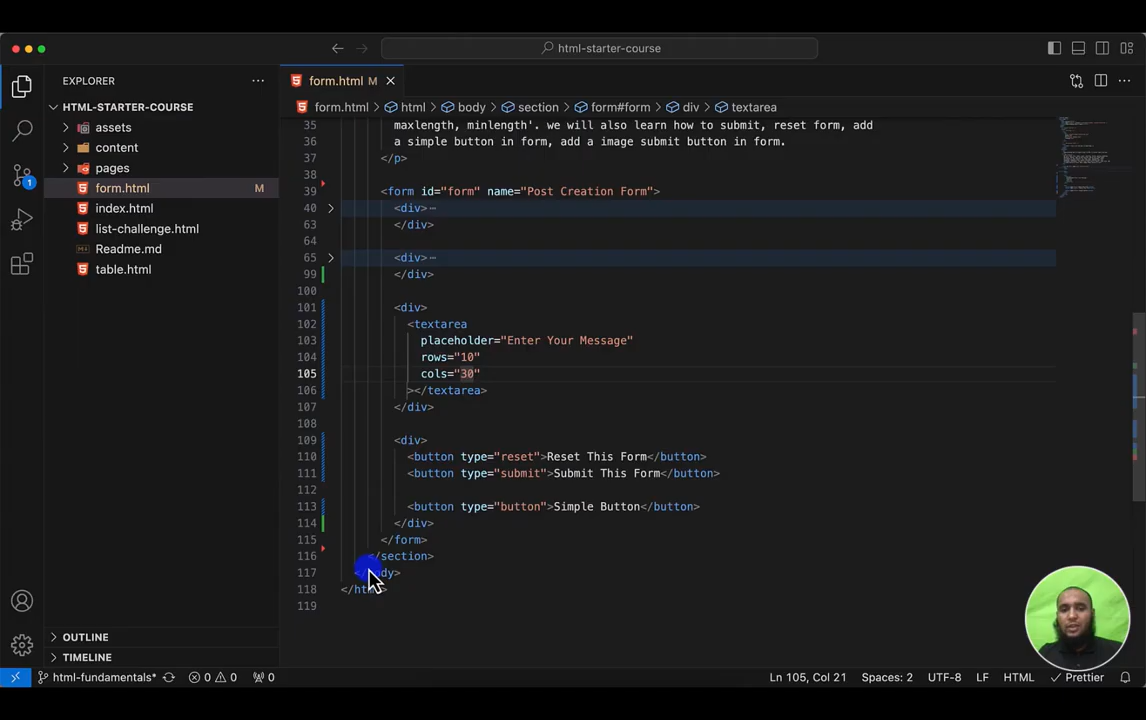 html-starter-course
EXPLORER
HTML-STARTER-COURSE
assets
content
pages
form.html M
index.html
list-challenge.html
Readme.md
table.html
OUTLINE
TIMELINE
form.html M
form.html > html > body > section > form#form > div > textarea
35 maxlength, minlength'. we will also learn how to submit, reset form, add
36 a simple button in form, add a image submit button in form.
37 </p>
38
39 <form id="form" name="Post Creation Form">
40 <div>⋯
63 </div>
64
65 <div>⋯
99 </div>
100
101 <div>
102 <textarea
103 placeholder="Enter Your Message"
104 rows="10"
105 cols="30"
106 ></textarea>
107 </div>
108
109 <div>
110 <button type="reset">Reset This Form</button>
111 <button type="submit">Submit This Form</button>
112
113 <button type="button">Simple Button</button>
114 </div>
115 </form>
116 </section>
117
118
119
1
html-fundamentals* 0 0 0 Ln 105, Col 21 Spaces: 2 UTF-8 LF HTML Prettier